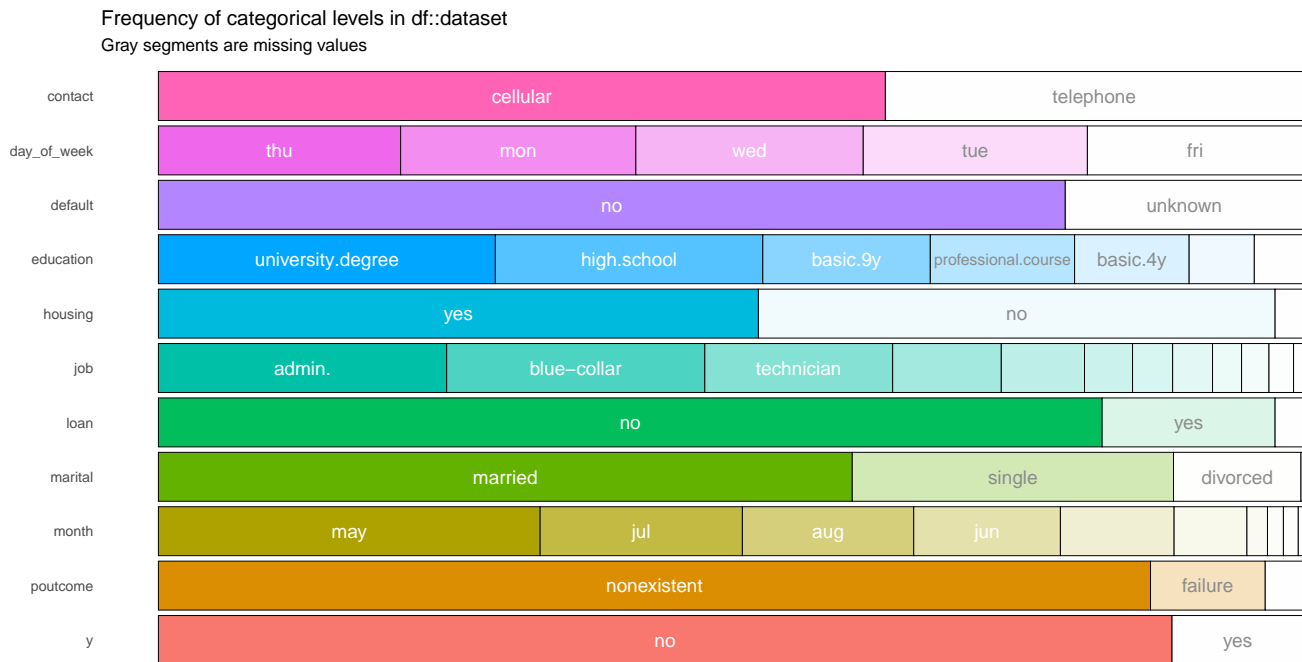 Frequency of categorical levels in df::dataset
Gray segments are missing values
contact cellular telephone
day_of_week thu mon wed tue fri
default no unknown
education university.degree high.school basic.9y professional.course basic.4y
housing yes no
job admin. blue−collar technician
loan no yes
marital married single divorced
month may jul aug jun
poutcome nonexistent failure
y no yes